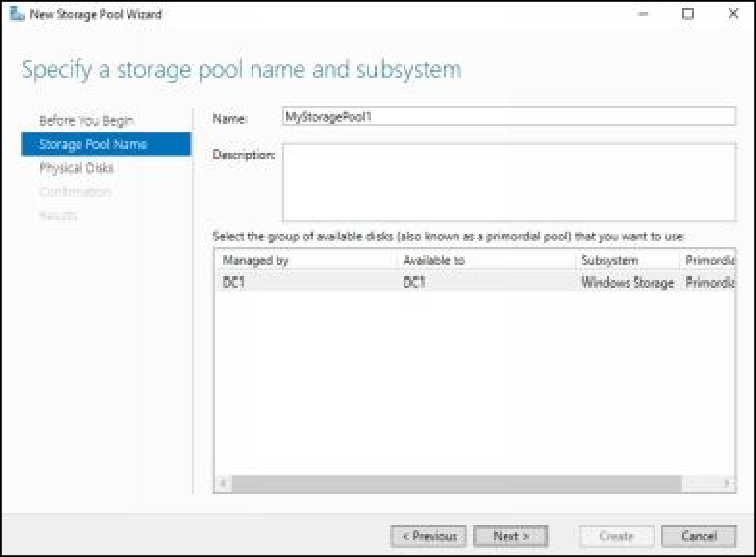 New Storage Pool Wizard
Specify a storage pool name and subsystem
Before You Begin
Storage Pool Name
Physical Disks
Confirmation
Results
Name: MyStoragePool1
Description:
Select the group of available disks (also known as a primordial pool) that you want to use
Managed by Available to Subsystem Primordia
DC1 DC1 Windows Storage Primordia
< Previous Next > Create Cancel